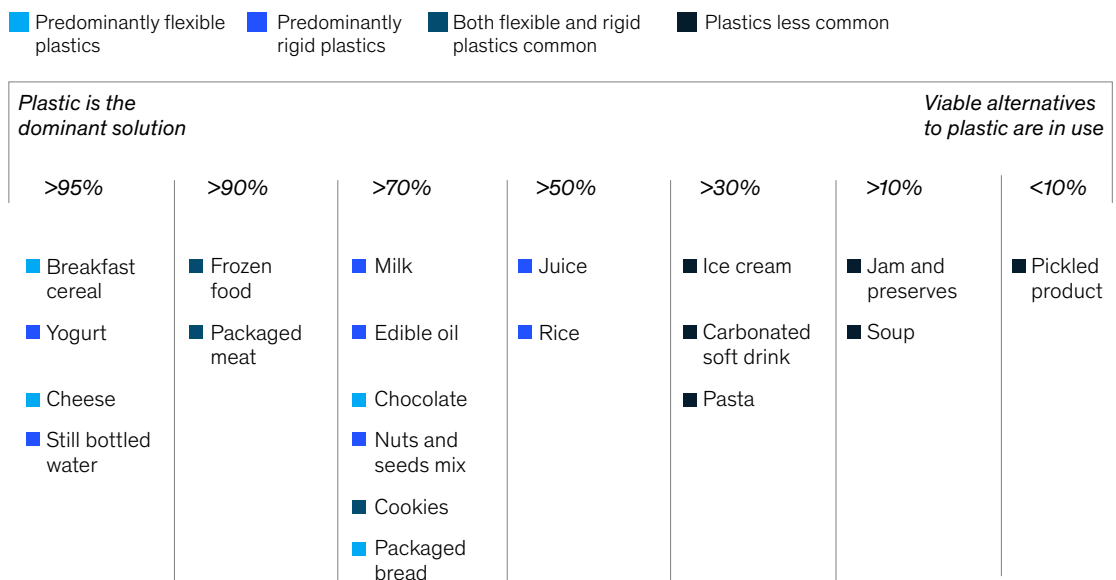 Predominantly flexible
plastics
Predominantly
rigid plastics
Both flexible and rigid
plastics common
Plastics less common
Plastic is the
dominant solution
Viable alternatives
to plastic are in use
>95%
>90%
>70%
>50%
>30%
>10%
<10%
Breakfast
cereal
Yogurt
Cheese
Still bottled
water
Frozen
food
Packaged
meat
Milk
Edible oil
Chocolate
Nuts and
seeds mix
Cookies
Packaged
bread
Juice
Rice
Ice cream
Carbonated
soft drink
Pasta
Jam and
preserves
Soup
Pickled
product